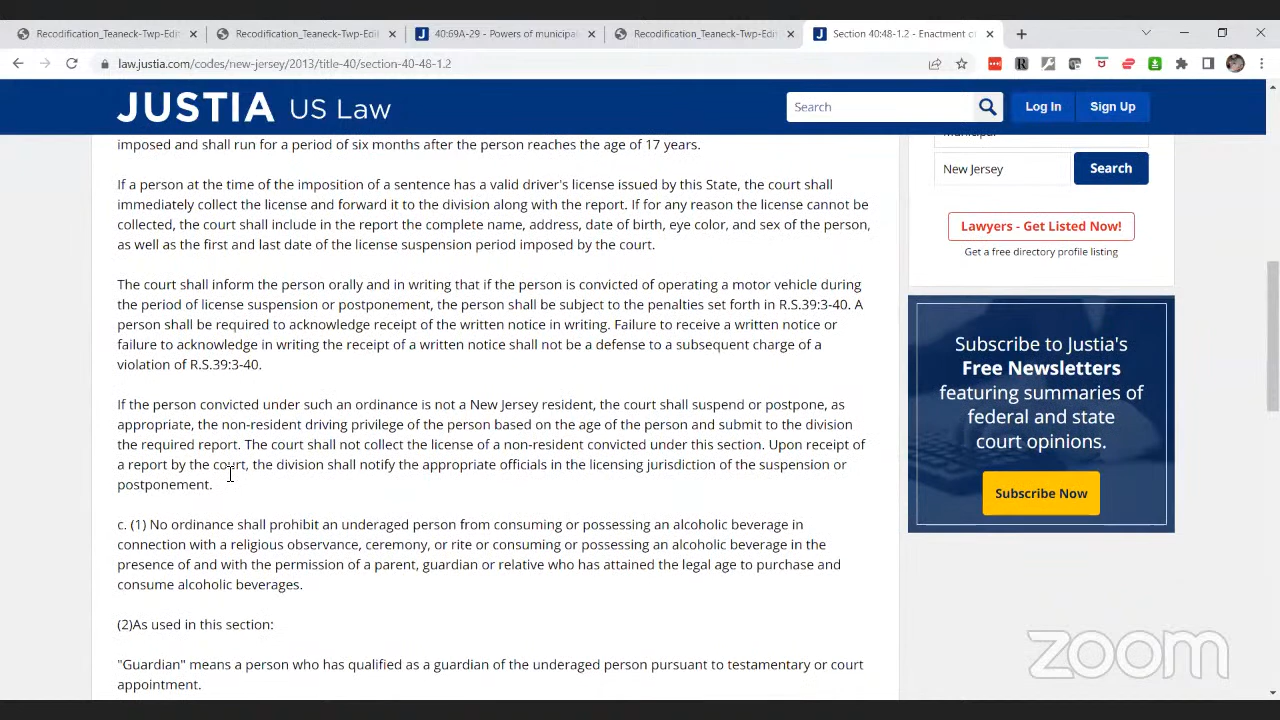 Recodification_Teaneck-Twp-Edit
Recodification_Teaneck-Twp-Edit
40:69A-29 - Powers of municipa
Recodification_Teaneck-Twp-Edit
Section 40:48-1.2 - Enactment o
law.justia.com/codes/new-jersey/2013/title-40/section-40-48-1.2
JUSTIA US Law
Search
Log In
Sign Up
imposed and shall run for a period of six months after the person reaches the age of 17 years.
If a person at the time of the imposition of a sentence has a valid driver's license issued by this State, the court shall
immediately collect the license and forward it to the division along with the report. If for any reason the license cannot be
collected, the court shall include in the report the complete name, address, date of birth, eye color, and sex of the person,
as well as the first and last date of the license suspension period imposed by the court.
The court shall inform the person orally and in writing that if the person is convicted of operating a motor vehicle during
the period of license suspension or postponement, the person shall be subject to the penalties set forth in R.S.39:3-40. A
person shall be required to acknowledge receipt of the written notice in writing. Failure to receive a written notice or
failure to acknowledge in writing the receipt of a written notice shall not be a defense to a subsequent charge of a
violation of R.S.39:3-40.
If the person convicted under such an ordinance is not a New Jersey resident, the court shall suspend or postpone, as
appropriate, the non-resident driving privilege of the person based on the age of the person and submit to the division
the required report. The court shall not collect the license of a non-resident convicted under this section. Upon receipt of
a report by the court, the division shall notify the appropriate officials in the licensing jurisdiction of the suspension or
postponement.
c. (1) No ordinance shall prohibit an underaged person from consuming or possessing an alcoholic beverage in
connection with a religious observance, ceremony, or rite or consuming or possessing an alcoholic beverage in the
presence of and with the permission of a parent, guardian or relative who has attained the legal age to purchase and
consume alcoholic beverages.
(2)As used in this section:
"Guardian" means a person who has qualified as a guardian of the underaged person pursuant to testamentary or court
appointment.
New Jersey
Search
Lawyers - Get Listed Now!
Get a free directory profile listing
Subscribe to Justia's
Free Newsletters
featuring summaries of
federal and state
court opinions.
Subscribe Now
zoom